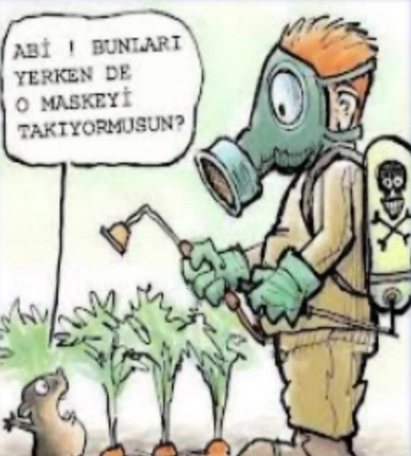 ABİ ! BUNLARI
YERKEN DE
O MASKEYİ
TAKIYORMUSUN?